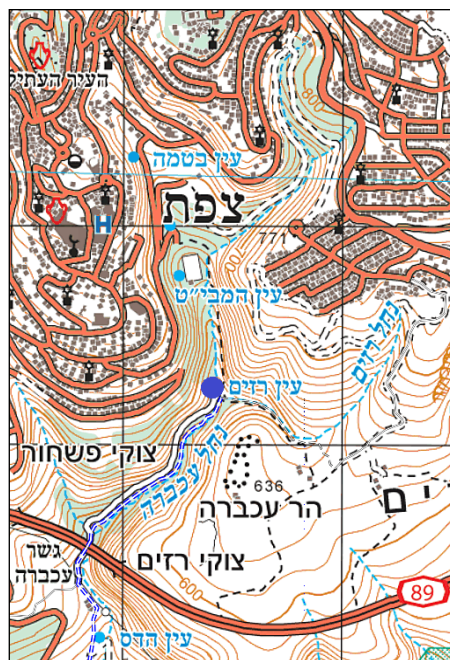 העיר העתיקה
עין בטמה
צפת
H
800
771
עין המבי״ט
נחל רזים
עין רזים
צוקי פשחור
נחל עכברה
636
הר עכברה
ים
גשר
עכברה
צוקי רזים
600
89
עין הדס